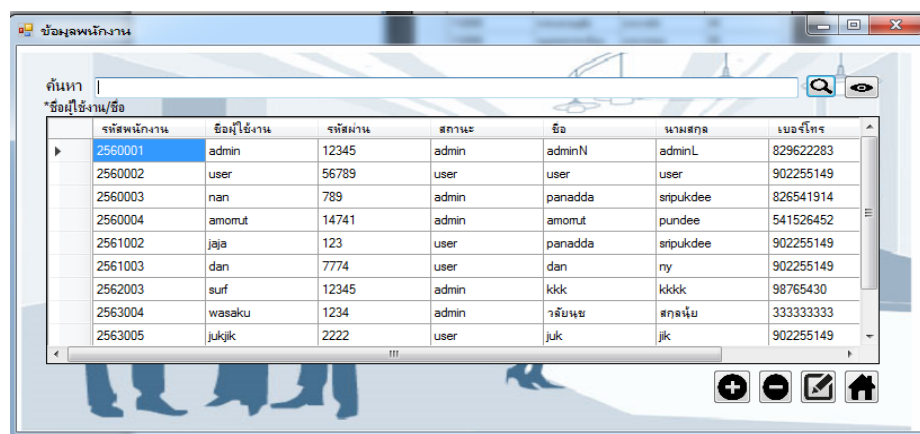 ข้อมูลพนักงาน
ค้นหา
*ชื่อผู้ใช้งาน/ชื่อ
รหัสพนักงาน ชื่อผู้ใช้งาน รหัสผ่าน สถานะ ชื่อ นามสกุล เบอร์โทร
2560001 admin 12345 admin adminN adminL 829622283
2560002 user 56789 user user user 902255149
2560003 nan 789 admin panadda sripukdee 826541914
2560004 amorrut 14741 admin amorrut pundee 541526452
2561002 jaja 123 user panadda sripukdee 902255149
2561003 dan 7774 user dan ny 902255149
2562003 surf 12345 admin kkk kkkk 98765430
2563004 wasaku 1234 admin วลัยนุช สกุลนุ้ย 333333333
2563005 jukjik 2222 user juk jik 902255149